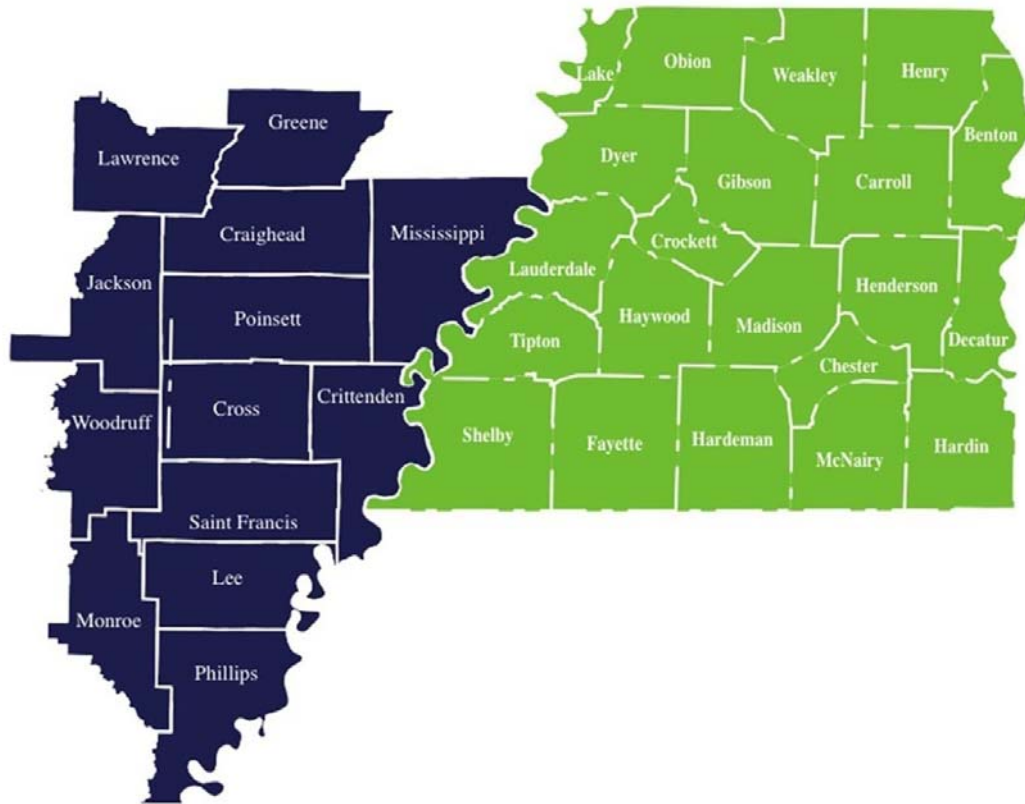 Lake
Obion
Weakley
Henry
Benton
Greene
Lawrence
Dyer
Gibson
Carroll
Craighead
Mississippi
Crockett
Lauderdale
Jackson
Henderson
Poinsett
Haywood
Madison
Tipton
Decatur
Chester
Crittenden
Cross
Woodruff
Shelby
Fayette
Hardeman
McNairy
Hardin
Saint Francis
Lee
Monroe
Phillips